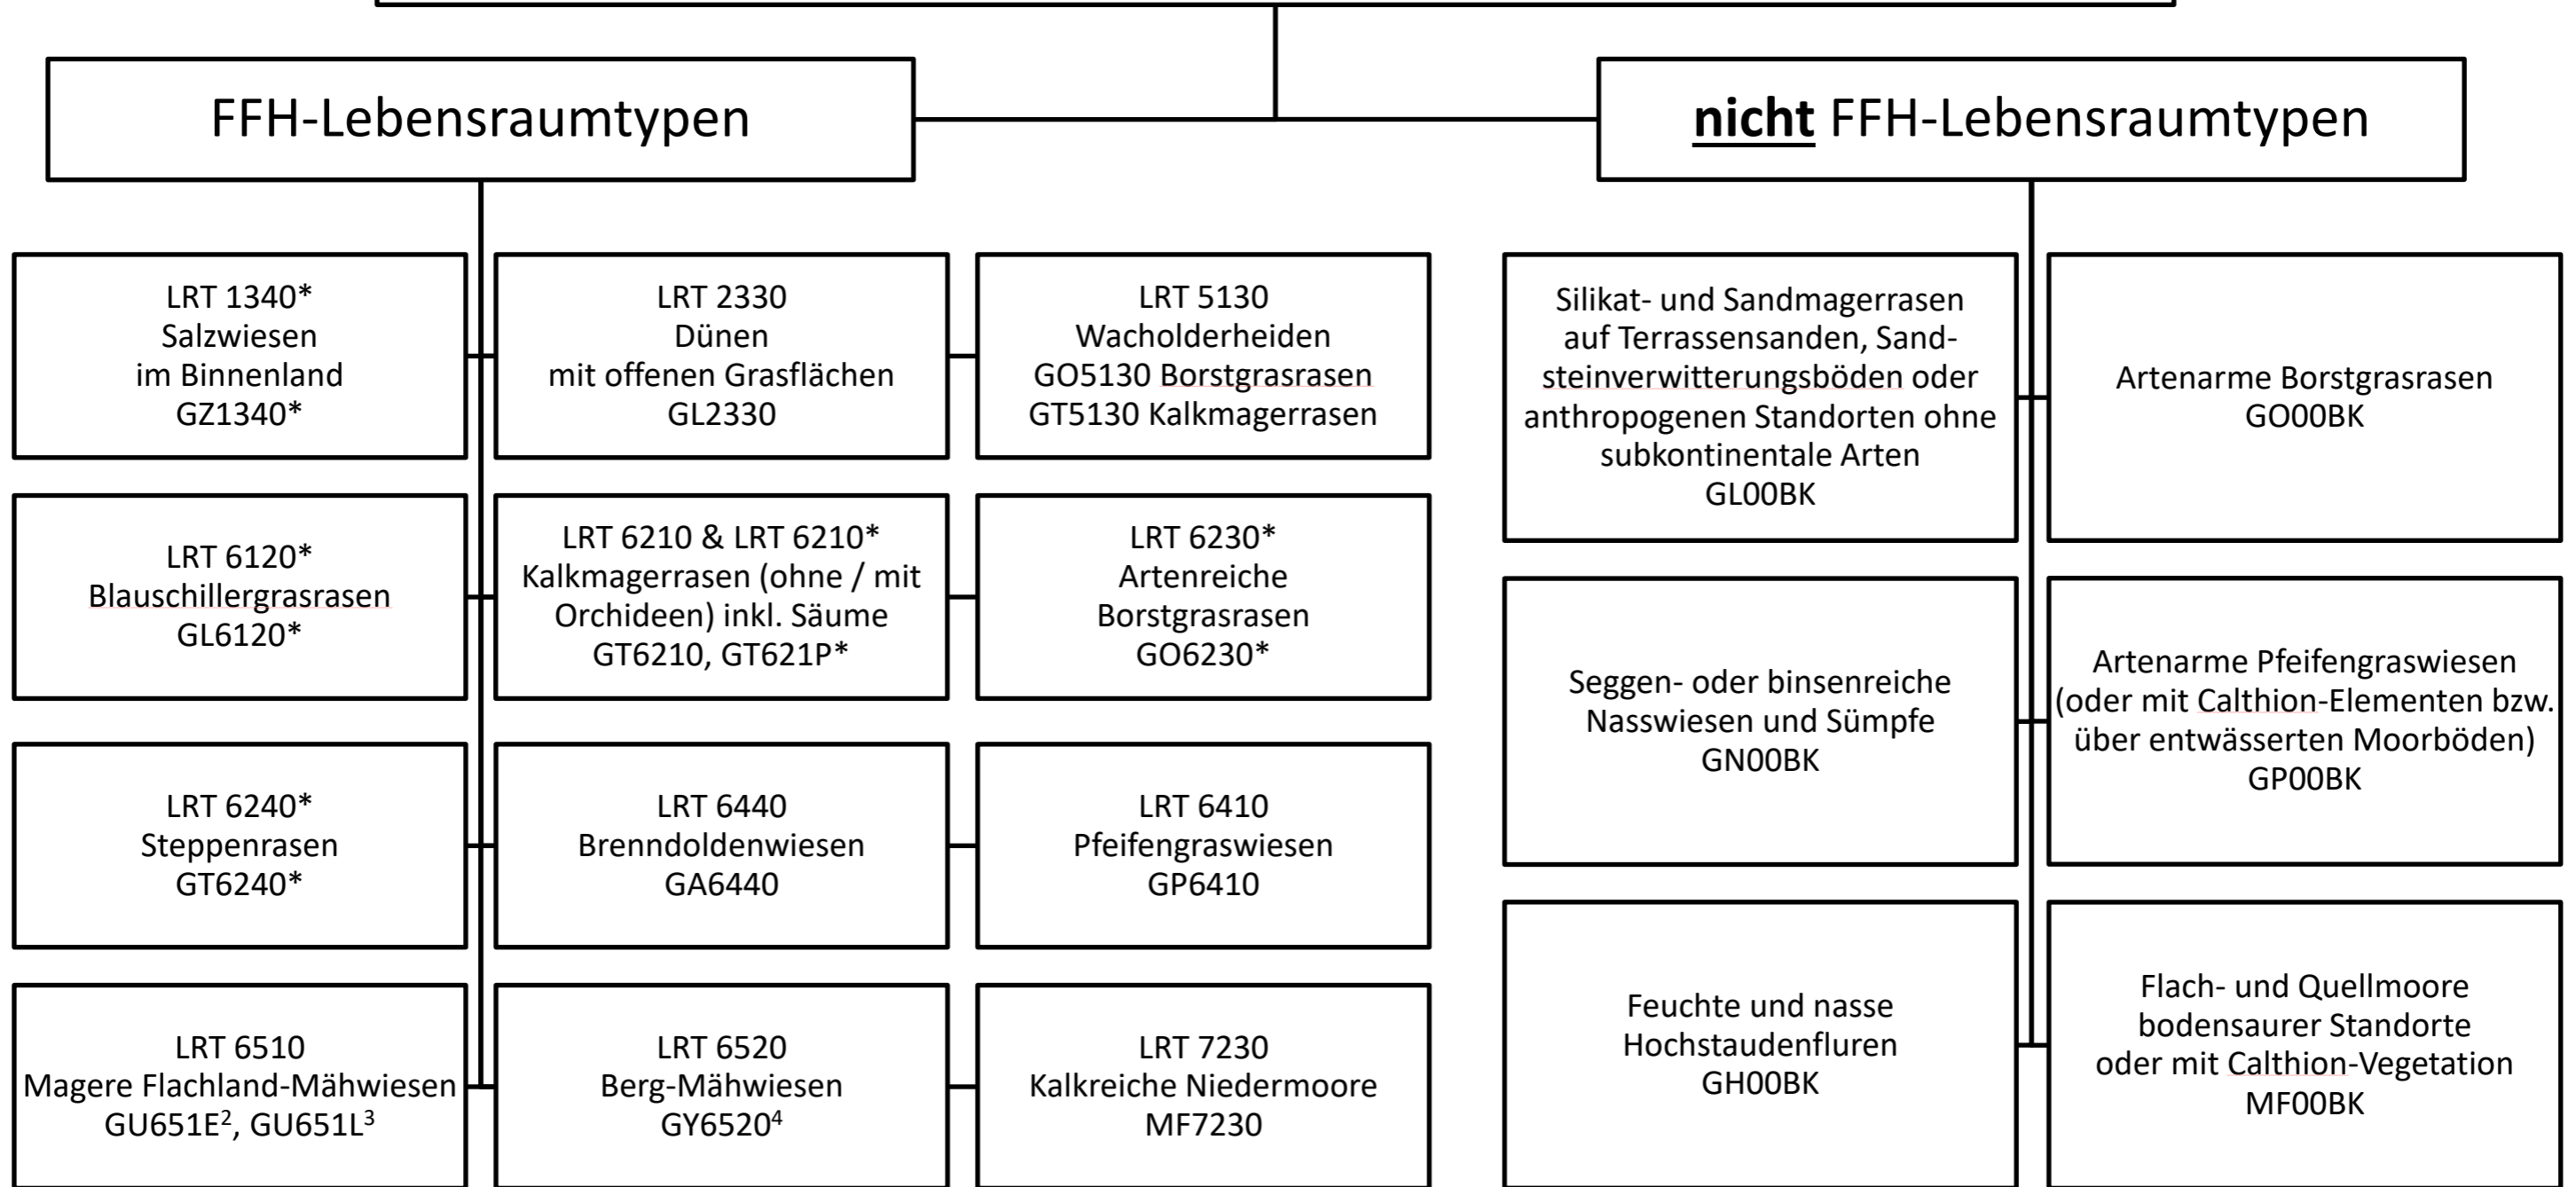 FFH-Lebensraumtypen
nicht FFH-Lebensraumtypen
LRT 1340*
Salzwiesen
im Binnenland
GZ1340*
LRT 2330
Dünen
mit offenen Grasflächen
GL2330
LRT 5130
Wacholderheiden
GO5130 Borstgrasrasen
GT5130 Kalkmagerrasen
LRT 6120*
Blauschillergrasrasen
GL6120*
LRT 6210 & LRT 6210*
Kalkmagerrasen (ohne / mit
Orchideen) inkl. Säume
GT6210, GT621P*
LRT 6230*
Artenreiche
Borstgrasrasen
GO6230*
LRT 6240*
Steppenrasen
GT6240*
LRT 6440
Brenndoldenwiesen
GA6440
LRT 6410
Pfeifengraswiesen
GP6410
LRT 6510
Magere Flachland-Mähwiesen
GU651E², GU651L³
LRT 6520
Berg-Mähwiesen
GY6520⁴
LRT 7230
Kalkreiche Niedermoore
MF7230
Silikat- und Sandmagerrasen
auf Terrassensanden, Sand-
steinverwitterungsböden oder
anthropogenen Standorten ohne
subkontinentale Arten
GL00BK
Artenarme Borstgrasrasen
GO00BK
Seggen- oder binsenreiche
Nasswiesen und Sümpfe
GN00BK
Artenarme Pfeifengraswiesen
(oder mit Calthion-Elementen bzw.
über entwässerten Moorböden)
GP00BK
Feuchte und nasse
Hochstaudenfluren
GH00BK
Flach- und Quellmoore
bodensaurer Standorte
oder mit Calthion-Vegetation
MF00BK